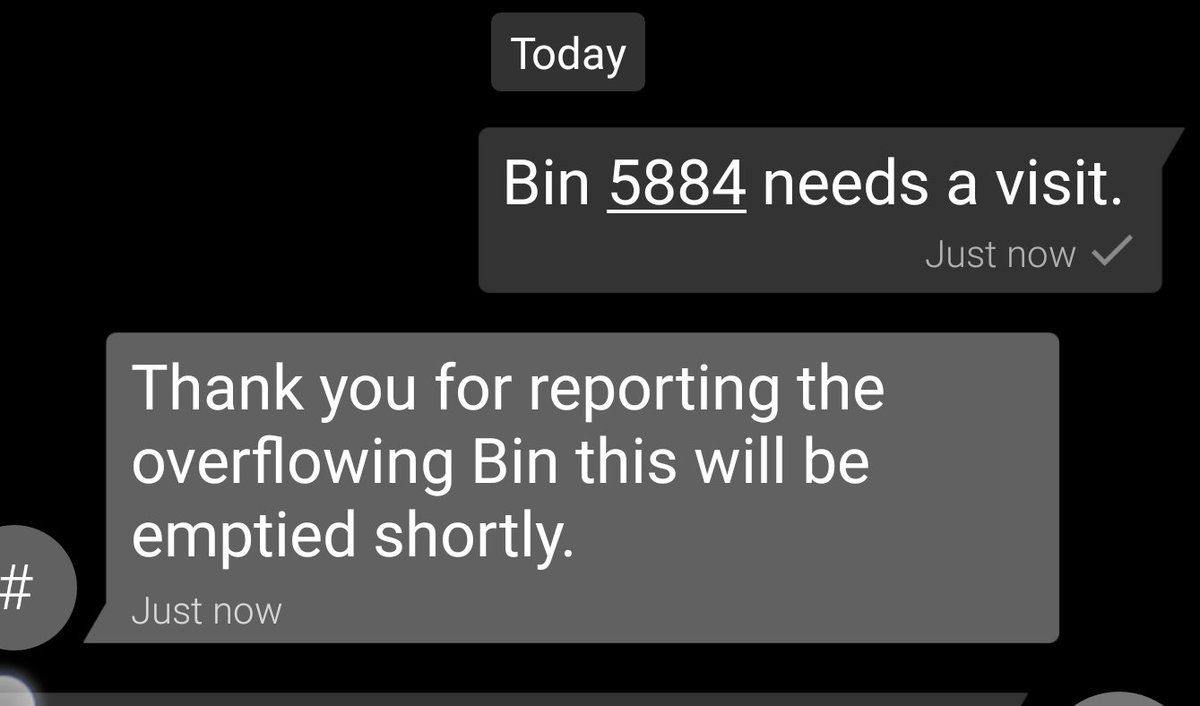 Today
Bin 5884 needs a visit.
Just now
Thank you for reporting the
overflowing Bin this will be
emptied shortly.
#
Just now